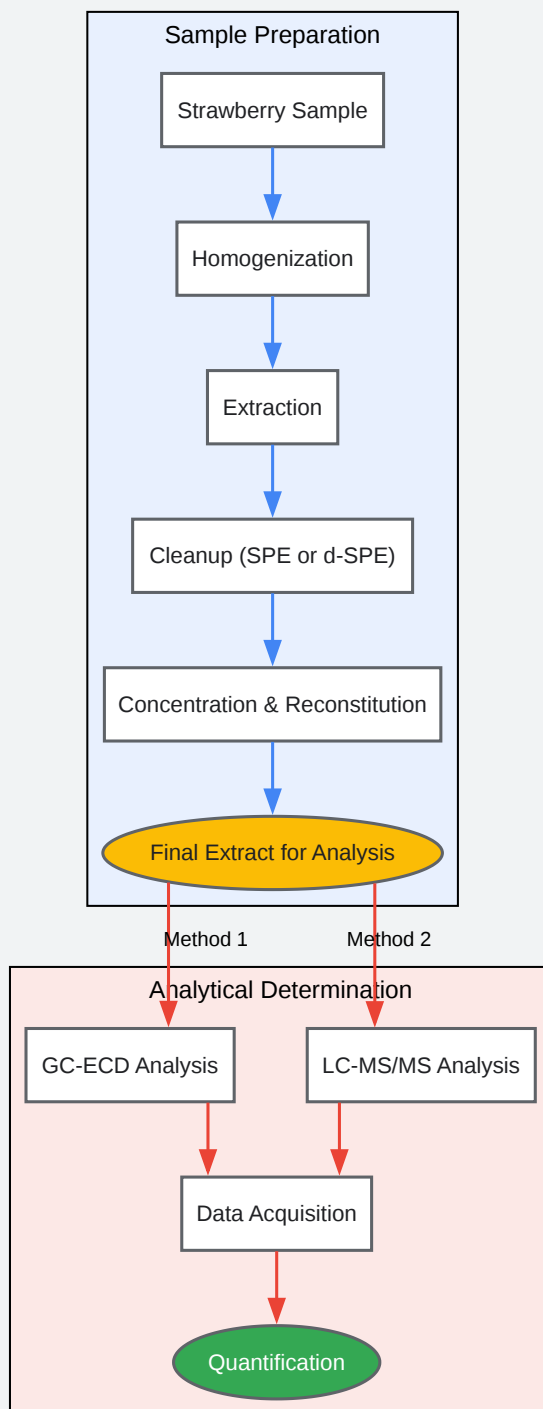 Sample Preparation
Strawberry Sample
Homogenization
Extraction
Cleanup (SPE or d-SPE)
Concentration & Reconstitution
Final Extract for Analysis
Method 1
Method 2
Analytical Determination
GC-ECD Analysis
LC-MS/MS Analysis
Data Acquisition
Quantification